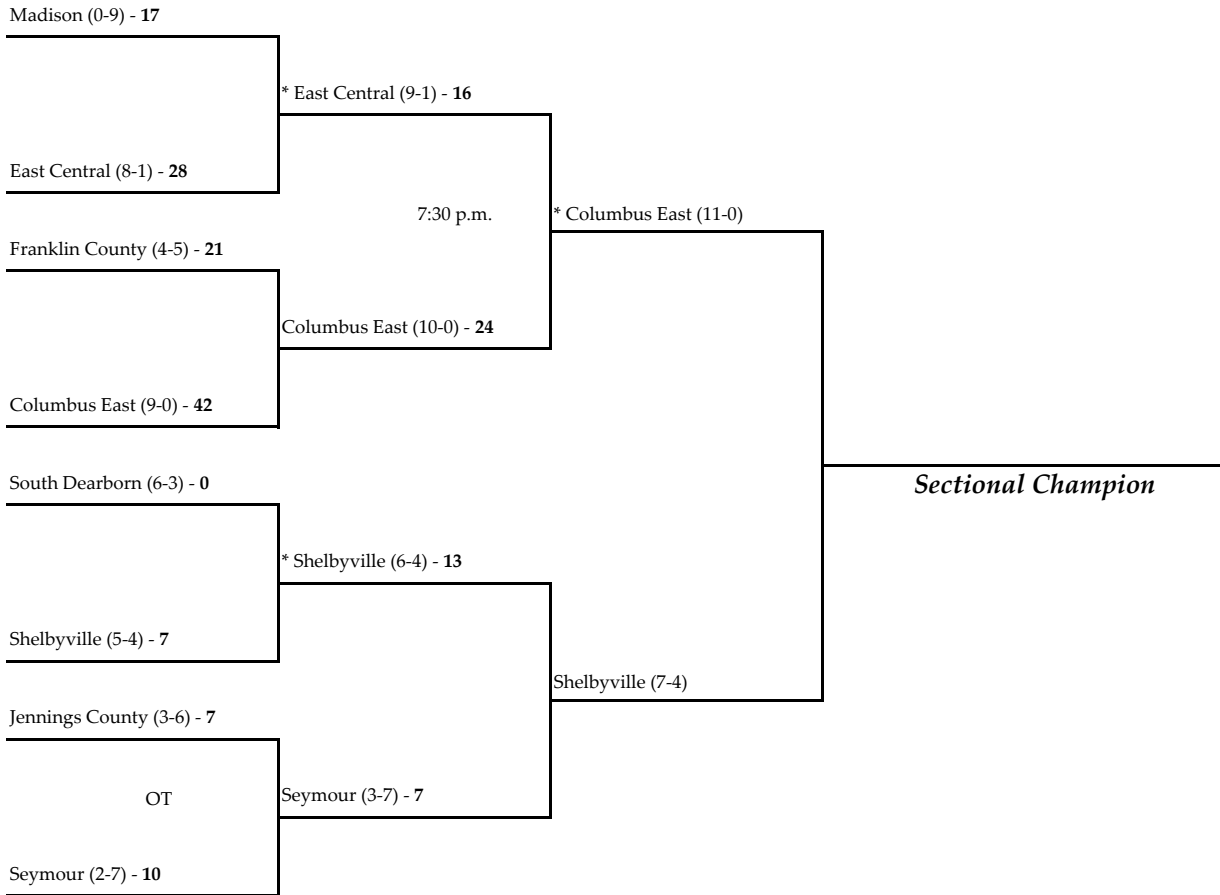 Madison (0-9) - 17
* East Central (9-1) - 16
East Central (8-1) - 28
7:30 p.m.
* Columbus East (11-0)
Franklin County (4-5) - 21
Columbus East (10-0) - 24
Columbus East (9-0) - 42
South Dearborn (6-3) - 0
Sectional Champion
* Shelbyville (6-4) - 13
Shelbyville (5-4) - 7
Shelbyville (7-4)
Jennings County (3-6) - 7
OT
Seymour (3-7) - 7
Seymour (2-7) - 10